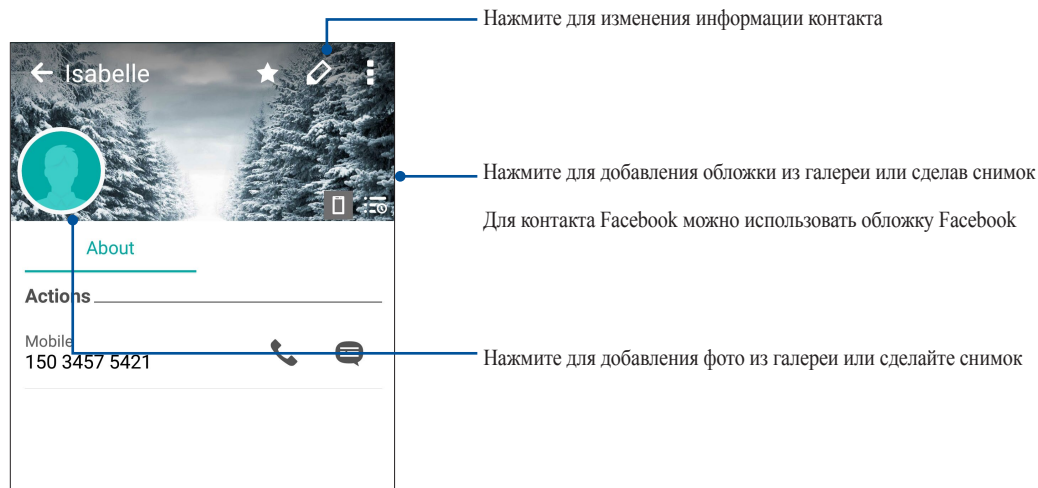 Нажмите для изменения информации контакта
Isabelle
Нажмите для добавления обложки из галереи или сделав снимок
Для контакта Facebook можно использовать обложку Facebook
About
Actions
Mobile
150 3457 5421
Нажмите для добавления фото из галереи или сделайте снимок